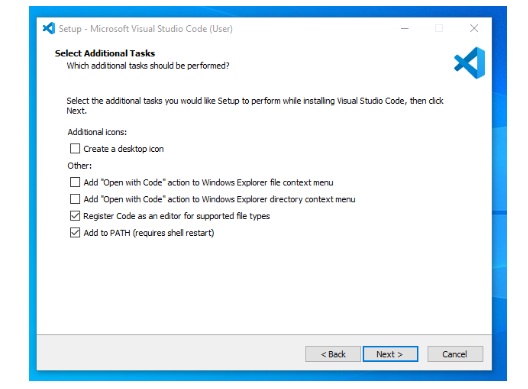 Setup - Microsoft Visual Studio Code (User)
Select Additional Tasks
Which additional tasks should be performed?
Select the additional tasks you would like Setup to perform while installing Visual Studio Code, then click
Next.
Additional icons:
Create a desktop icon
Other:
Add "Open with Code" action to Windows Explorer file context menu
Add "Open with Code" action to Windows Explorer directory context menu
Register Code as an editor for supported file types
Add to PATH (requires shell restart)
< Back Next > Cancel